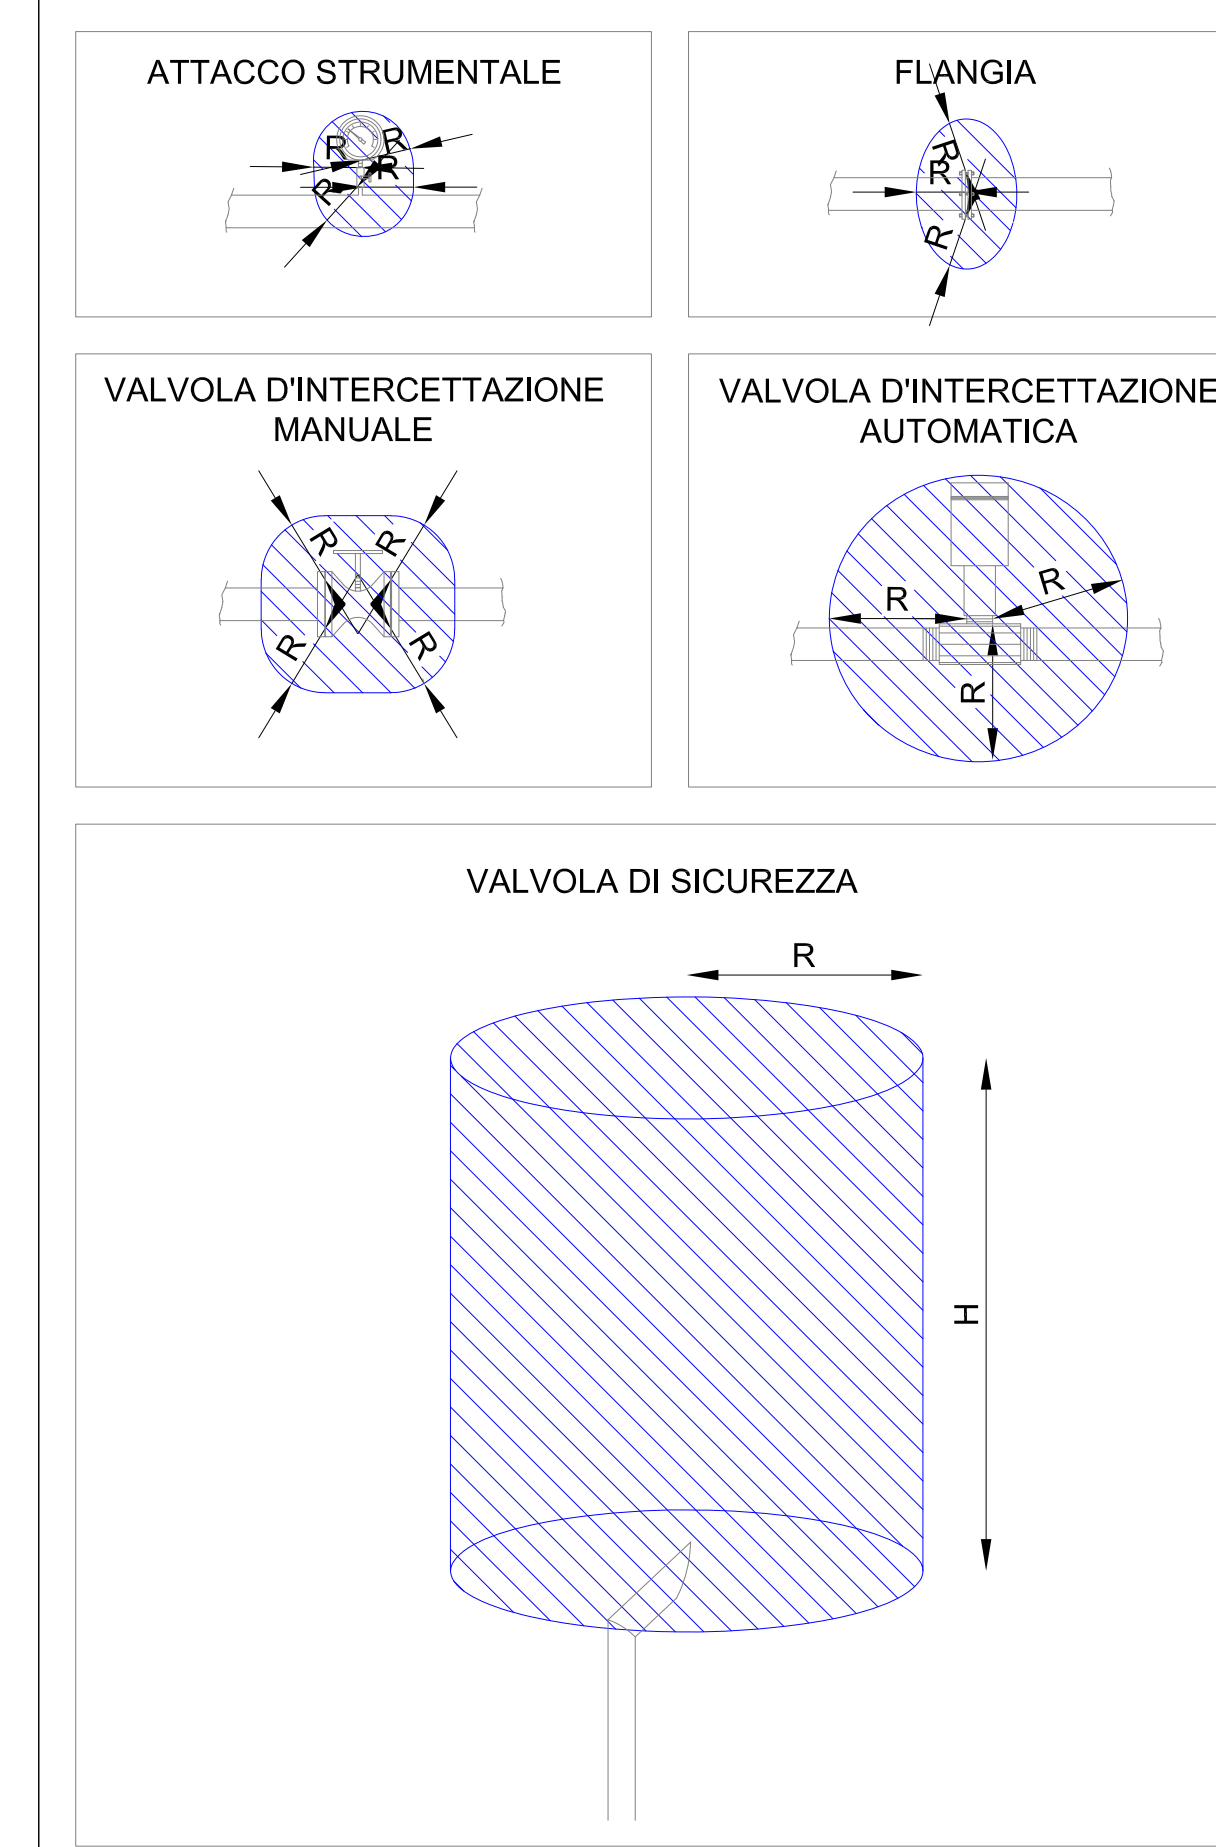 ATTACCO STRUMENTALE
R
R
R
R
FLANGIA
R
R
R
VALVOLA D'INTERCETTAZIONE
MANUALE
R
R
R
R
VALVOLA D'INTERCETTAZIONE
AUTOMATICA
R
R
R
VALVOLA DI SICUREZZA
R
H